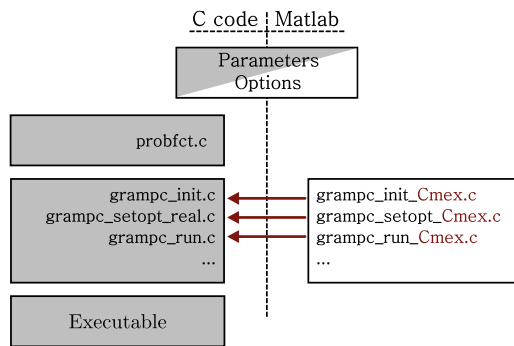 C code Matlab
Parameters
Options
probfct.c
grampc_init.c
grampc_setopt_real.c
grampc_run.c
...
grampc_init_Cmex.c
grampc_setopt_Cmex.c
grampc_run_Cmex.c
...
Executable